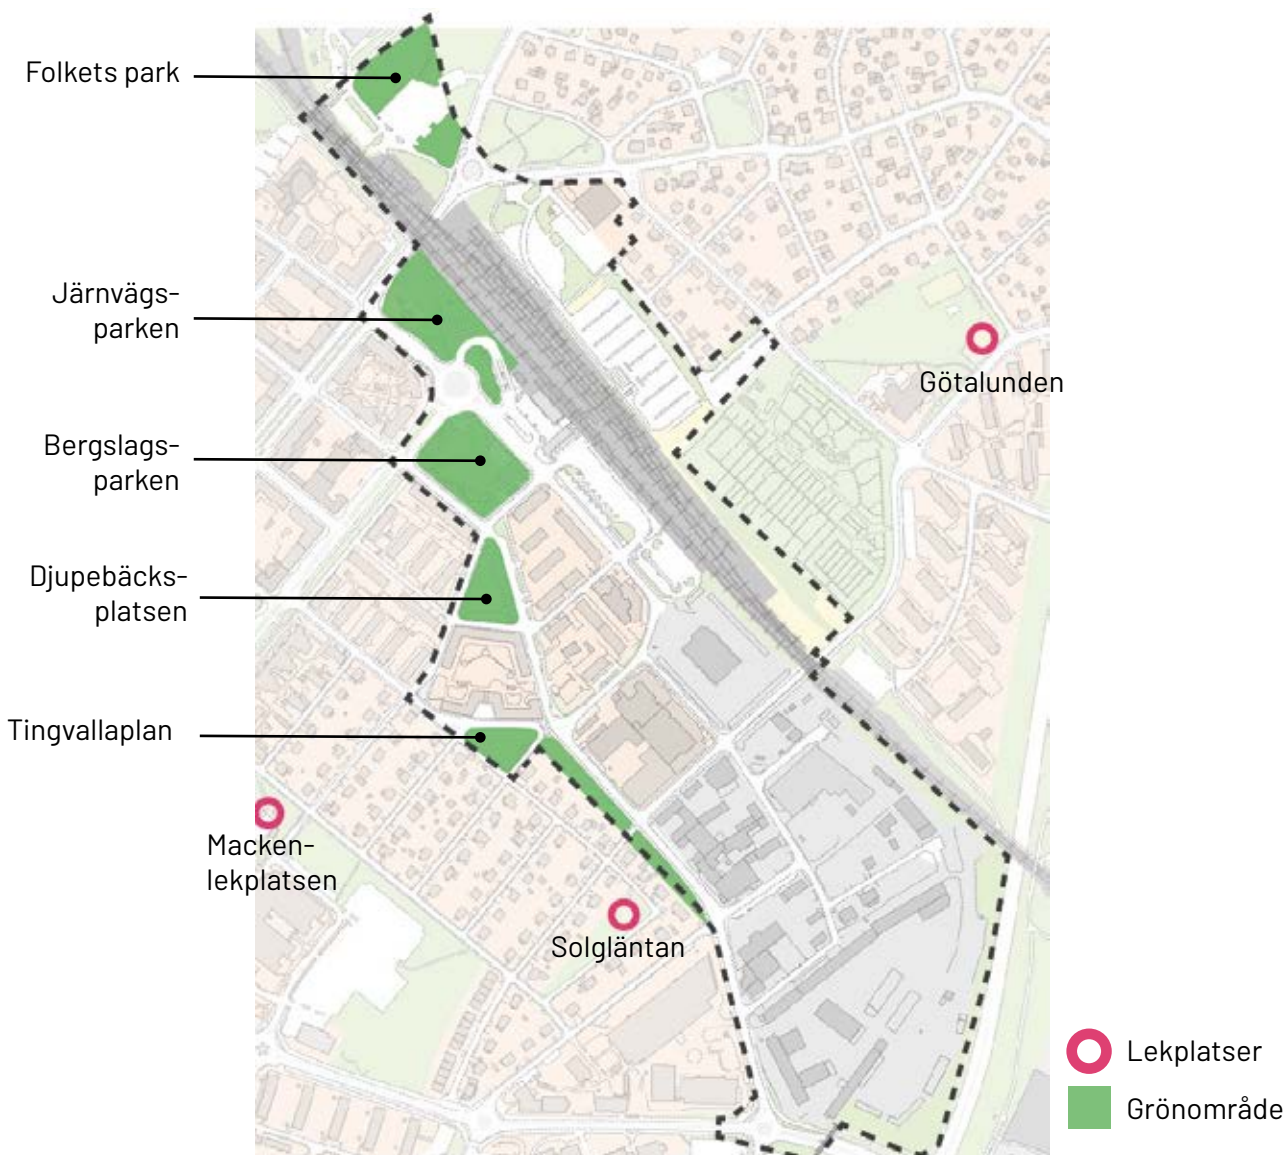 Folkets park
Järnvägs-
parken
Götalunden
Bergslags-
parken
Djupebäcks-
platsen
Tingvallaplan
Macken-
lekplatsen
Solgläntan
Lekplatser
Grönområde